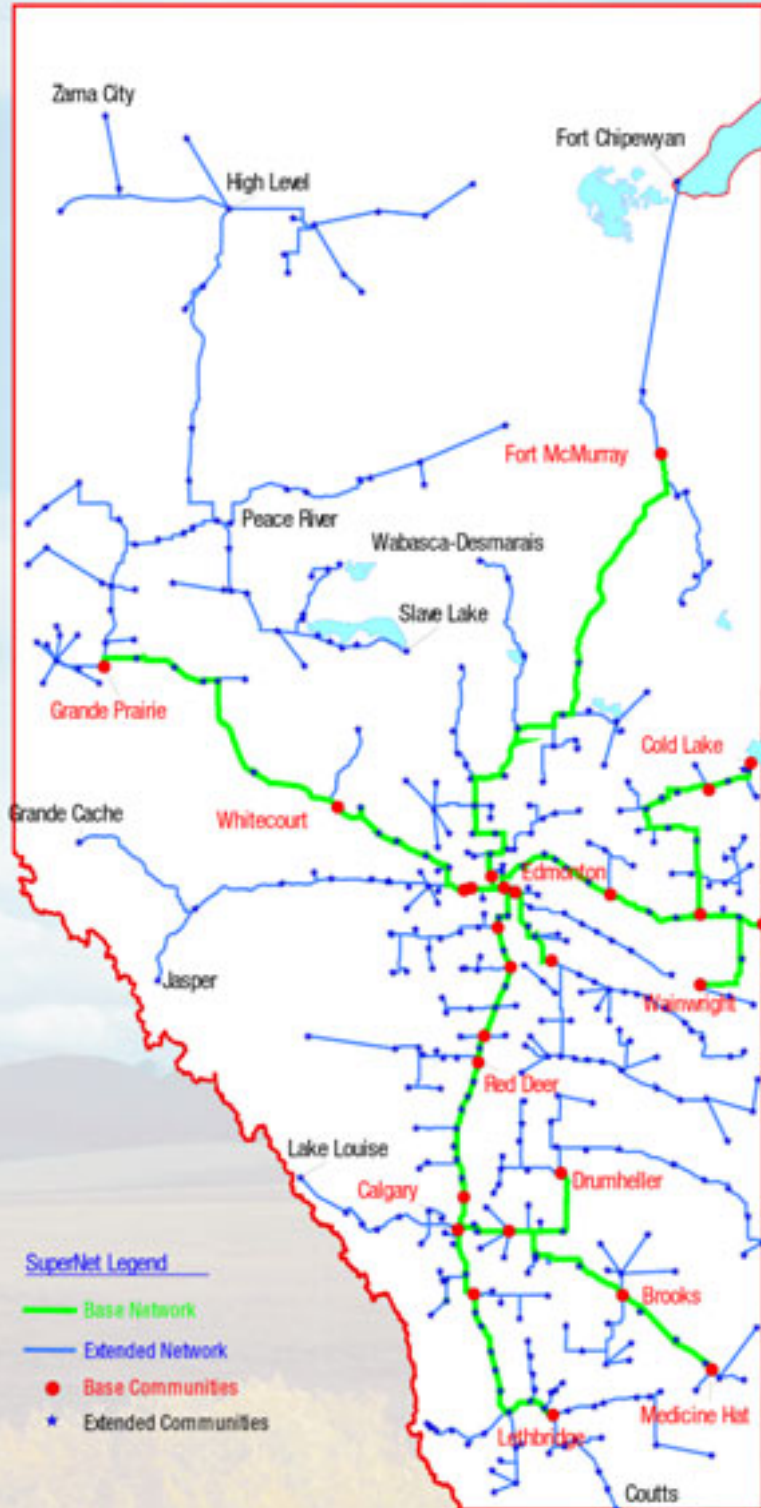 Zama City
Fort Chipewyan
High Level
Fort McMurray
Peace River
Wabasca-Desmarais
Slave Lake
Grande Prairie
Cold Lake
Whitecourt
Grande Cache
Edmonton
Jasper
Wainwright
Red Deer
Lake Louise
Calgary
Drumheller
SuperNet Legend
Base Network
Brooks
Extended Network
Base Communities
Extended Communities
Medicine Hat
Lethbridge
Coutts